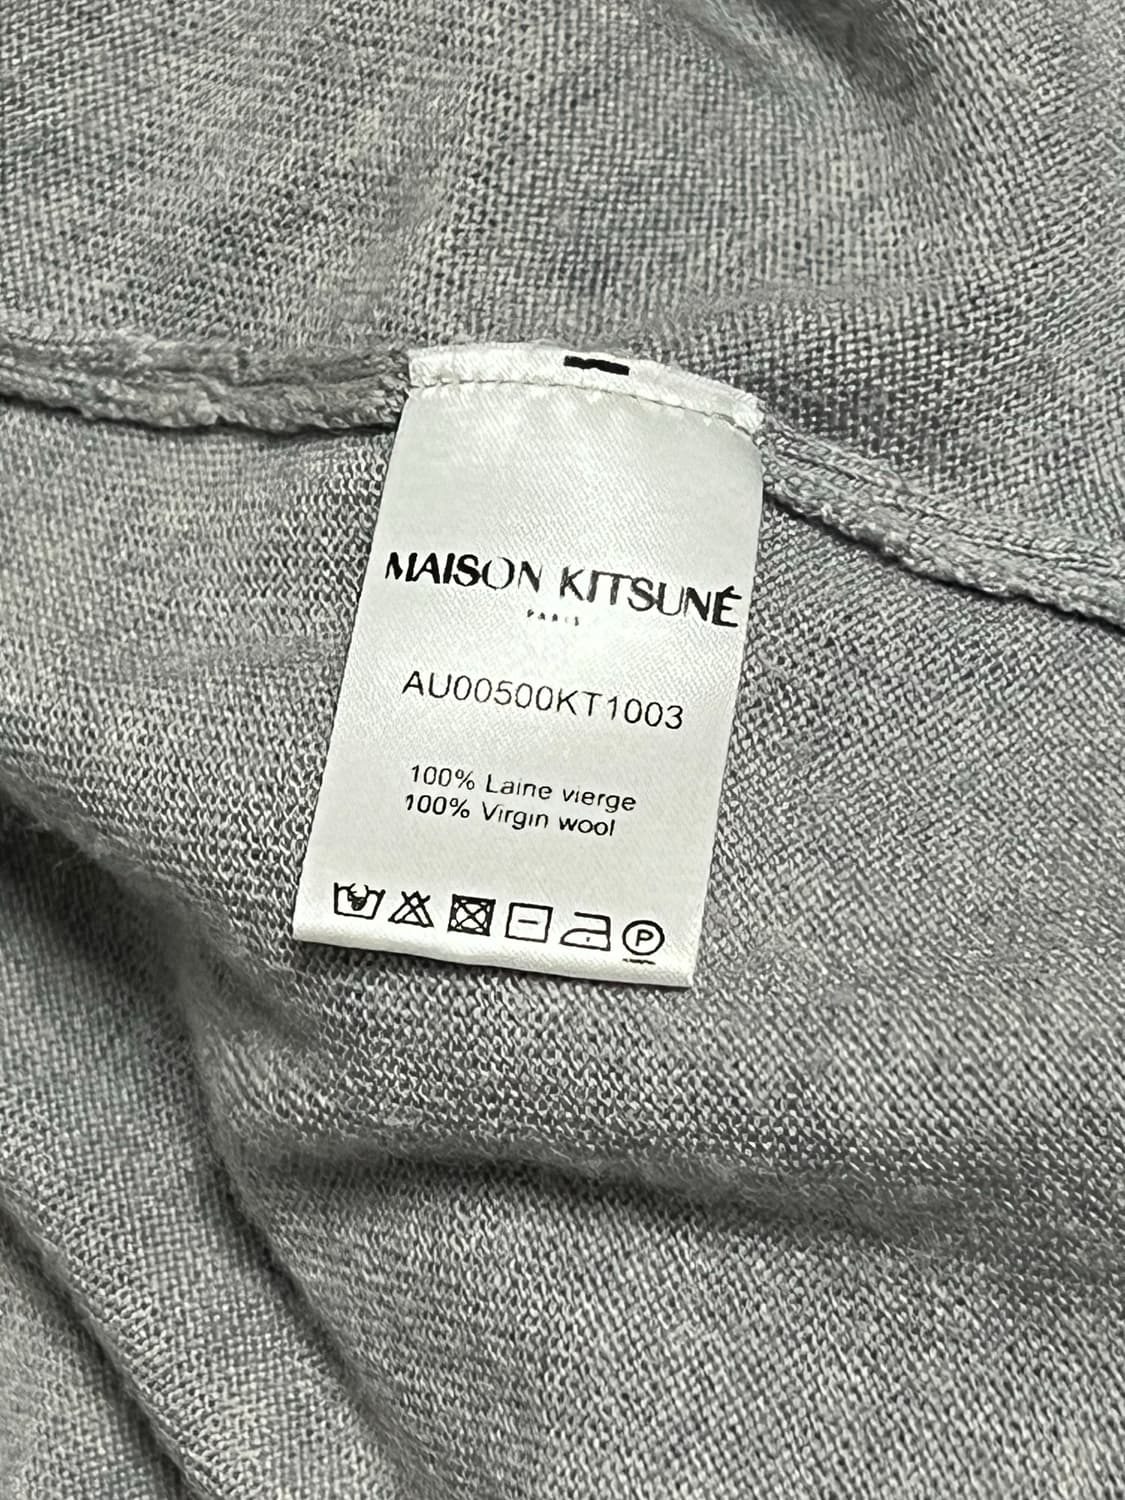 MAISON KITSUNÉ
PARIS
AU00500KT1003
100% Laine vierge
100% Virgin wool
P